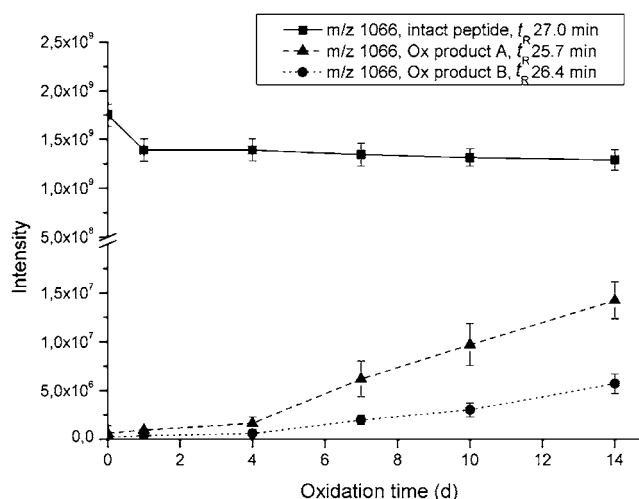 m/z 1066, intact peptide, tR 27.0 min
m/z 1066, Ox product A, tR 25.7 min
m/z 1066, Ox product B, tR 26.4 min
2,5x10⁹
2,0x10⁹
1,5x10⁹
1,0x10⁹
5,0x10⁸
1,5x10⁷
1,0x10⁷
5,0x10⁶
0,0
Intensity
0 2 4 6 8 10 12 14
Oxidation time (d)